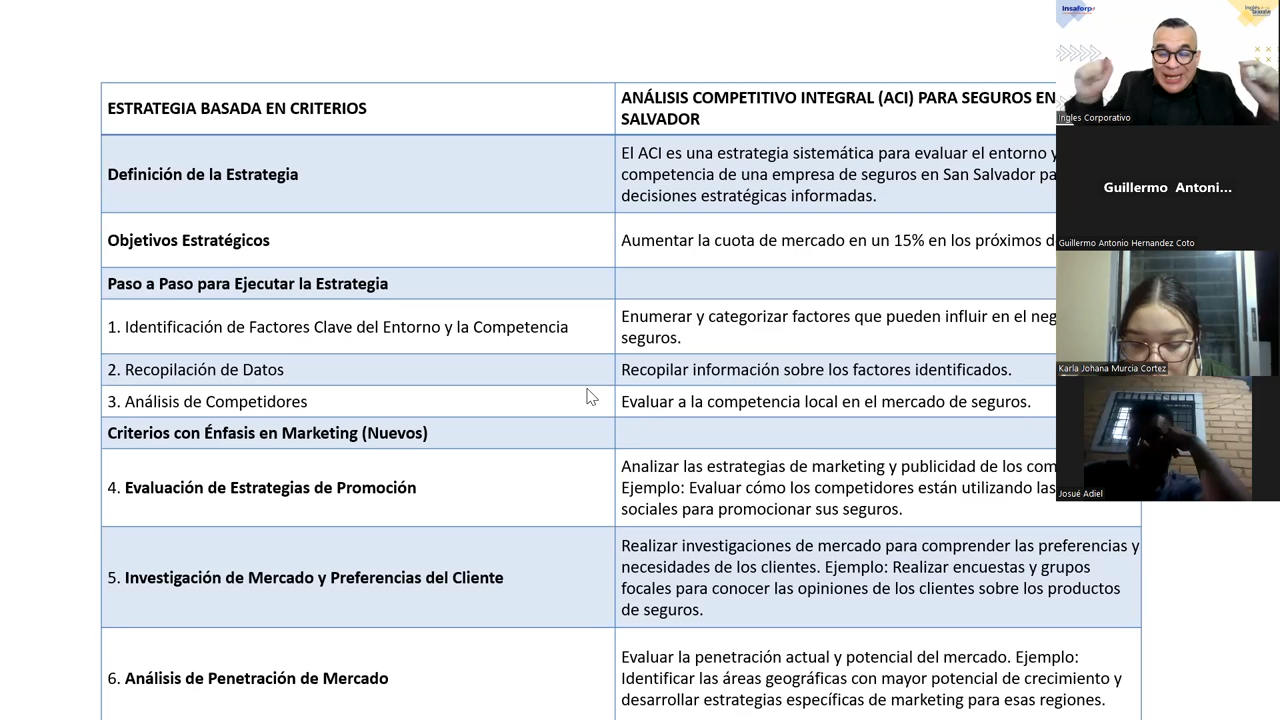 ESTRATEGIA BASADA EN CRITERIOS
ANÁLISIS COMPETITIVO INTEGRAL (ACI) PARA SEGUROS EN
SALVADOR
Definición de la Estrategia
El ACI es una estrategia sistemática para evaluar el entorno y
competencia de una empresa de seguros en San Salvador pa
decisiones estratégicas informadas.
Objetivos Estratégicos
Aumentar la cuota de mercado en un 15% en los próximos d
Paso a Paso para Ejecutar la Estrategia
1. Identificación de Factores Clave del Entorno y la Competencia
Enumerar y categorizar factores que pueden influir en el neg
seguros.
2. Recopilación de Datos
Recopilar información sobre los factores identificados.
3. Análisis de Competidores
Evaluar a la competencia local en el mercado de seguros.
Criterios con Énfasis en Marketing (Nuevos)
4. Evaluación de Estrategias de Promoción
Analizar las estrategias de marketing y publicidad de los com
Ejemplo: Evaluar cómo los competidores están utilizando las
sociales para promocionar sus seguros.
5. Investigación de Mercado y Preferencias del Cliente
Realizar investigaciones de mercado para comprender las preferencias y
necesidades de los clientes. Ejemplo: Realizar encuestas y grupos
focales para conocer las opiniones de los clientes sobre los productos
de seguros.
6. Análisis de Penetración de Mercado
Evaluar la penetración actual y potencial del mercado. Ejemplo:
Identificar las áreas geográficas con mayor potencial de crecimiento y
desarrollar estrategias específicas de marketing para esas regiones.
Insaforp
Ingles Corporativo
Guillermo Antoni...
Guillermo Antonio Hernandez Coto
Karla Johana Murcia Cortez
Josué Adiel